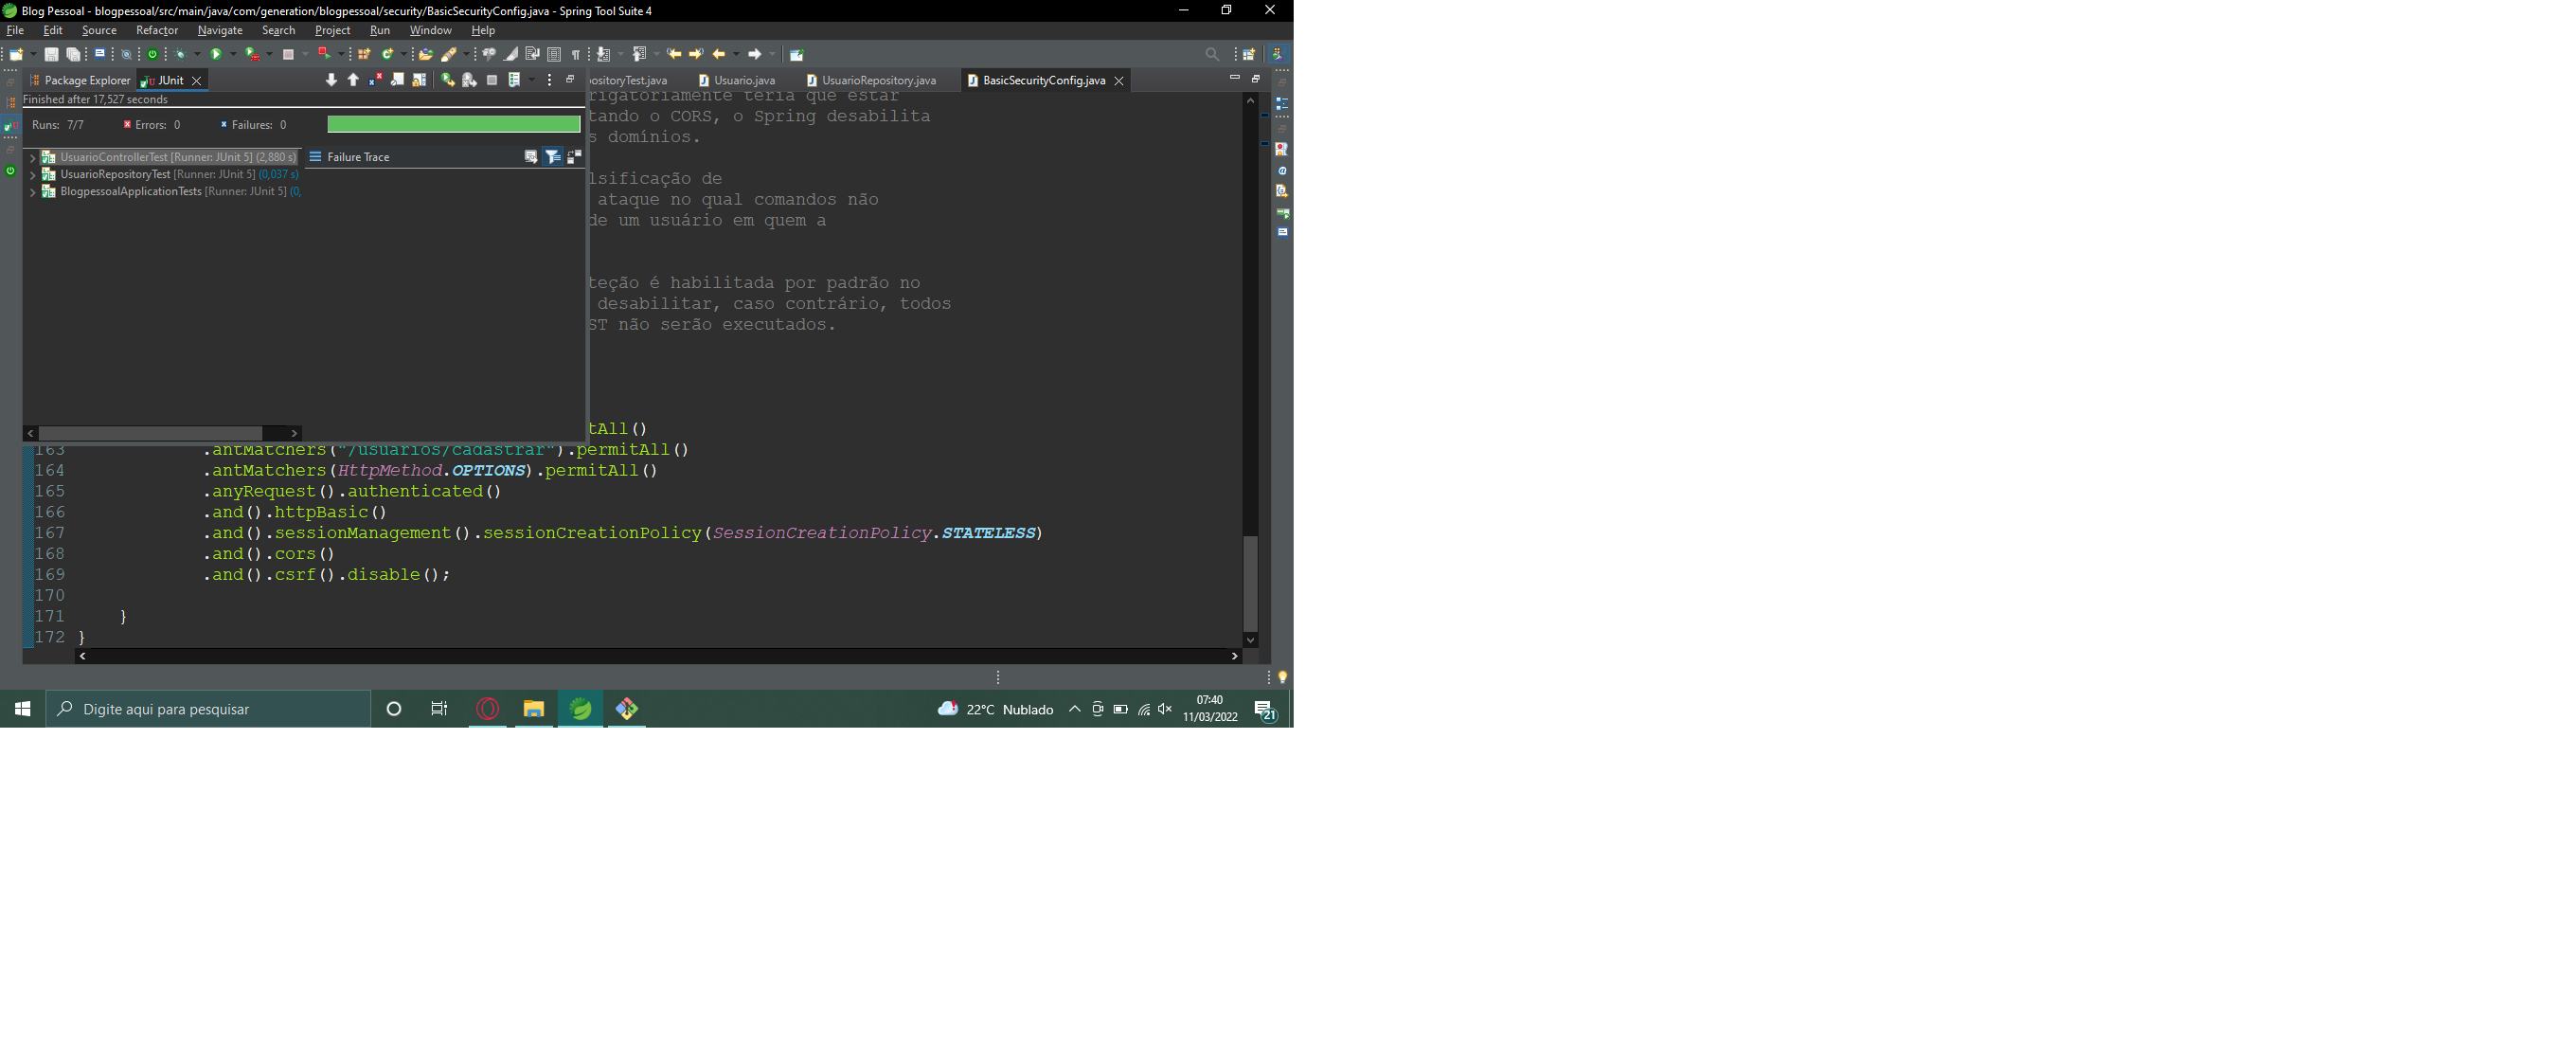 Blog Pessoal - blogpessoal/src/main/java/com/generation/blogpessoal/security/BasicSecurityConfig.java - Spring Tool Suite 4
File Edit Source Refactor Navigate Search Project Run Window Help
Package Explorer JUnit
positoryTest.java Usuario.java UsuarioRepository.java BasicSecurityConfig.java
Finished after 17,527 seconds
Runs: 7/7 Errors: 0 Failures: 0
UsuarioControllerTest [Runner: JUnit 5] (2,880 s)
UsuarioRepositoryTest [Runner: JUnit 5] (0,037 s)
BlogpessoalApplicationTests [Runner: JUnit 5] (0,
Failure Trace
rigatoriamente teria que estar
tando o CORS, o Spring desabilita
s domínios.
lsificação de
ataque no qual comandos não
de um usuário em quem a
teção é habilitada por padrão no
desabilitar, caso contrário, todos
ST não serão executados.
tAll()
163 .antMatchers("/usuarios/cadastrar").permitAll()
164 .antMatchers(HttpMethod.OPTIONS).permitAll()
165 .anyRequest().authenticated()
166 .and().httpBasic()
167 .and().sessionManagement().sessionCreationPolicy(SessionCreationPolicy.STATELESS)
168 .and().cors()
169 .and().csrf().disable();
170
171 }
172 }
Digite aqui para pesquisar
22°C Nublado
07:40
11/03/2022
21